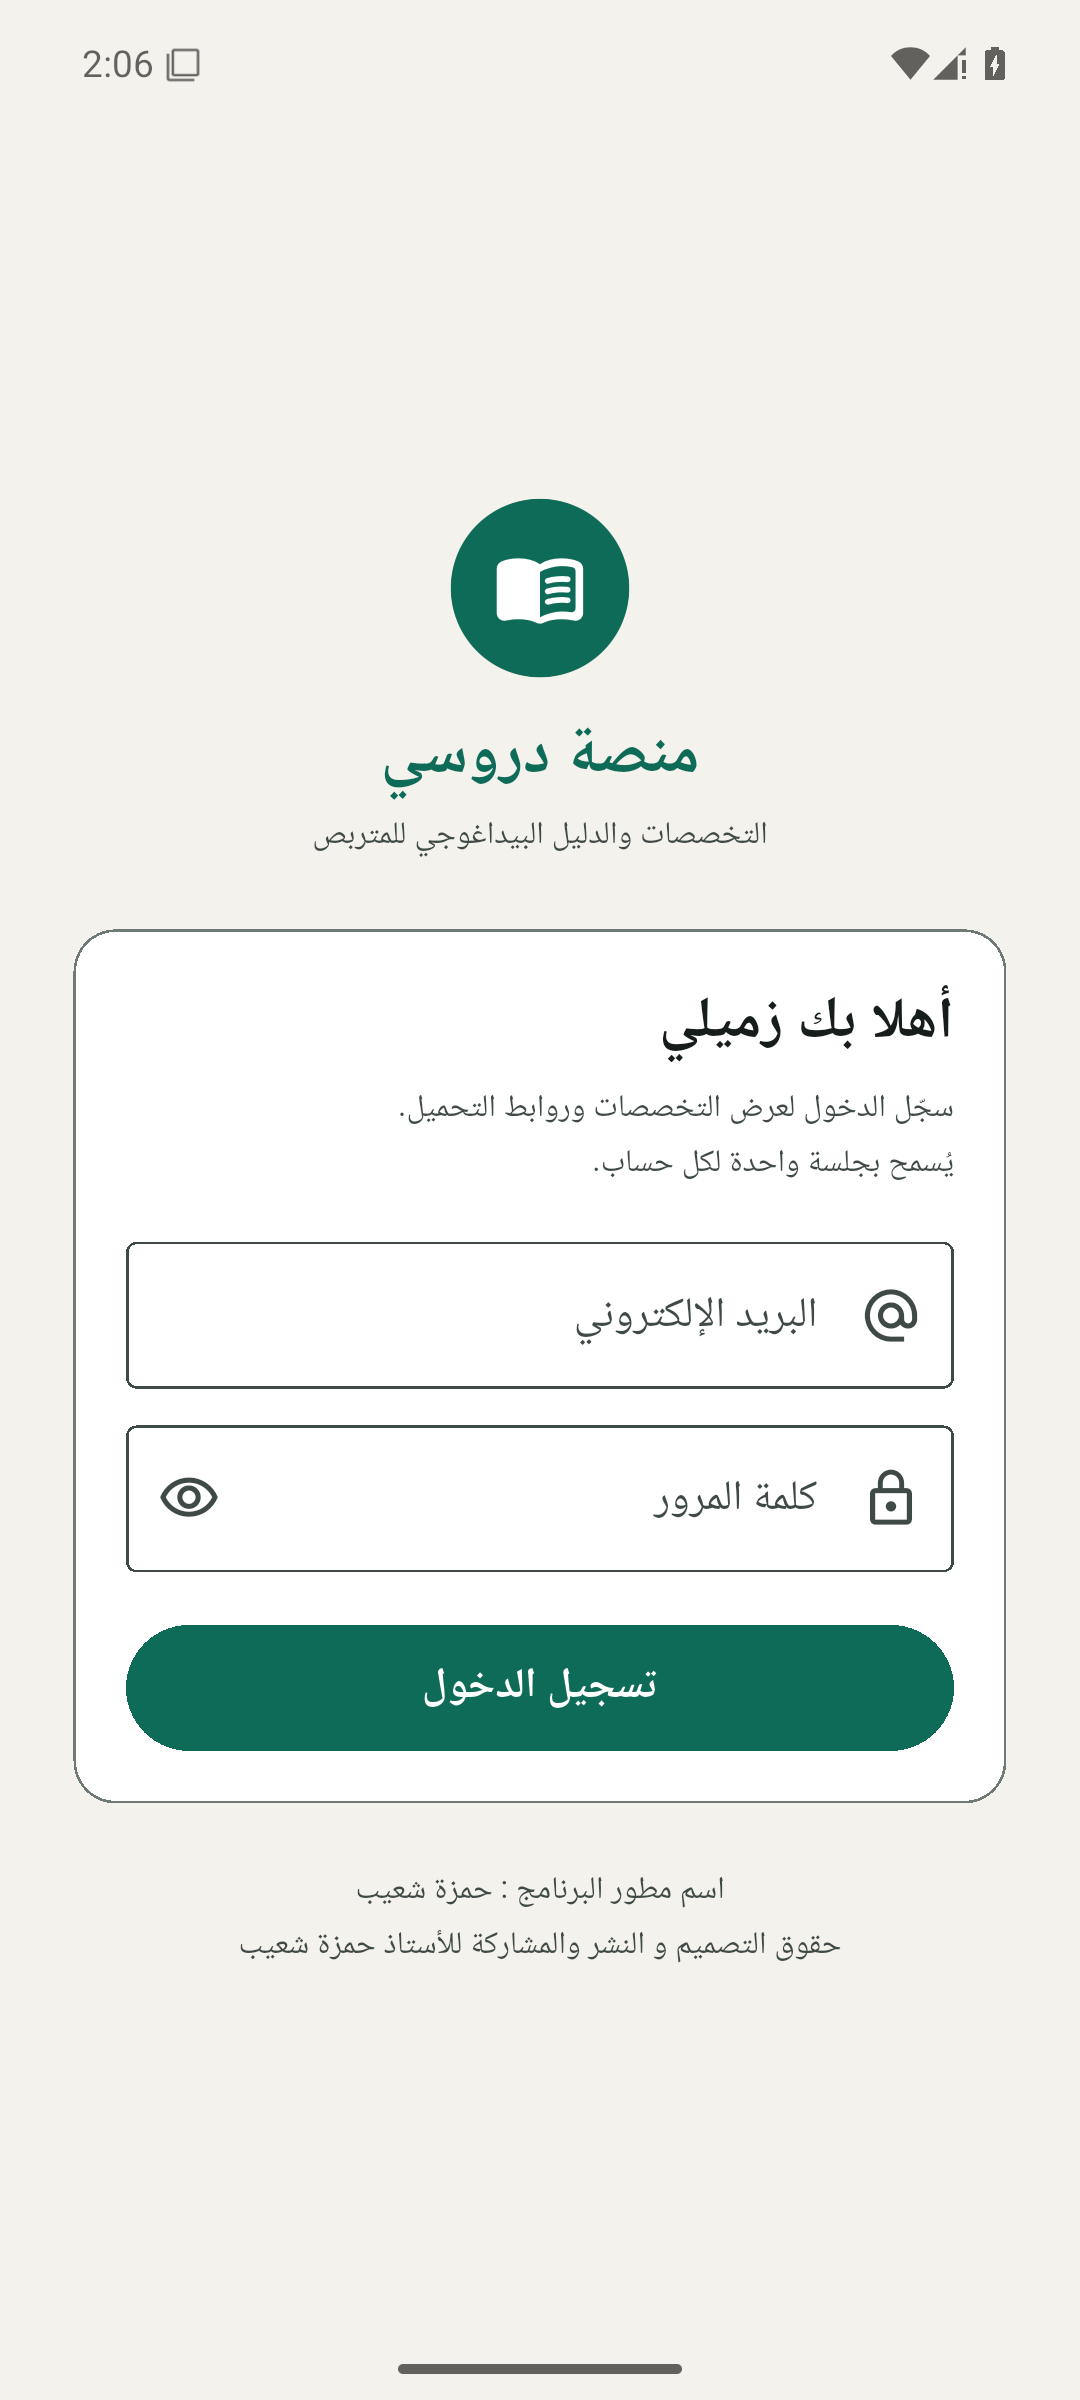 2:06
منصة دروسي
التخصصات والدليل البيداغوجي للمتربص
أهلا بك زميلي
سجّل الدخول لعرض التخصصات وروابط التحميل.
يُسمح بجلسة واحدة لكل حساب.
البريد الإلكتروني
كلمة المرور
تسجيل الدخول
اسم مطور البرنامج : حمزة شعيب
حقوق التصميم و النشر والمشاركة للأستاذ حمزة شعيب